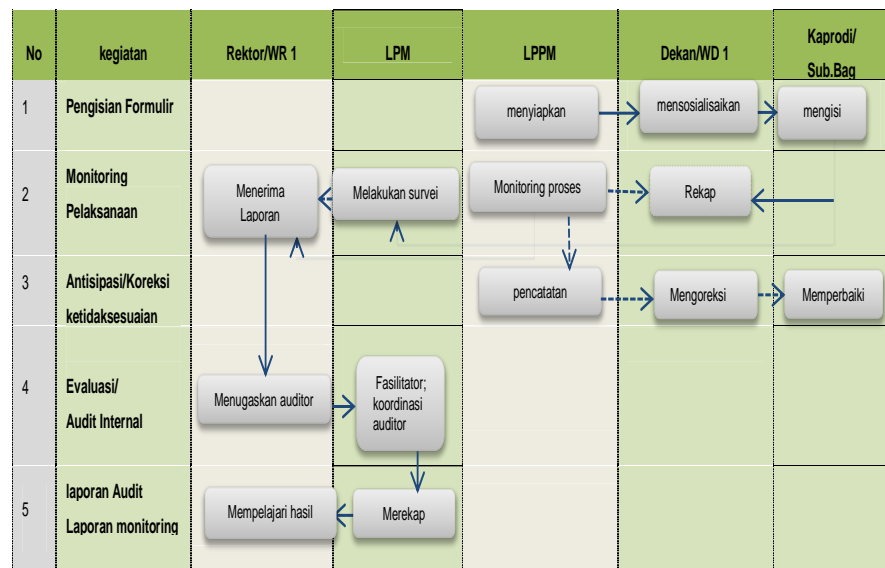 No
kegiatan
Rektor/WR 1
LPM
LPPM
Dekan/WD 1
Kaprodi/
Sub.Bag
1
Pengisian Formulir
menyiapkan
mensosialisaikan
mengisi
2
Monitoring
Pelaksanaan
Menerima
Laporan
Melakukan survei
Monitoring proses
Rekap
3
Antisipasi/Koreksi
ketidaksesuaian
pencatatan
Mengoreksi
Memperbaiki
4
Evaluasi/
Audit Internal
Menugaskan auditor
Fasilitator;
koordinasi
auditor
5
laporan Audit
Laporan monitoring
Mempelajari hasil
Merekap